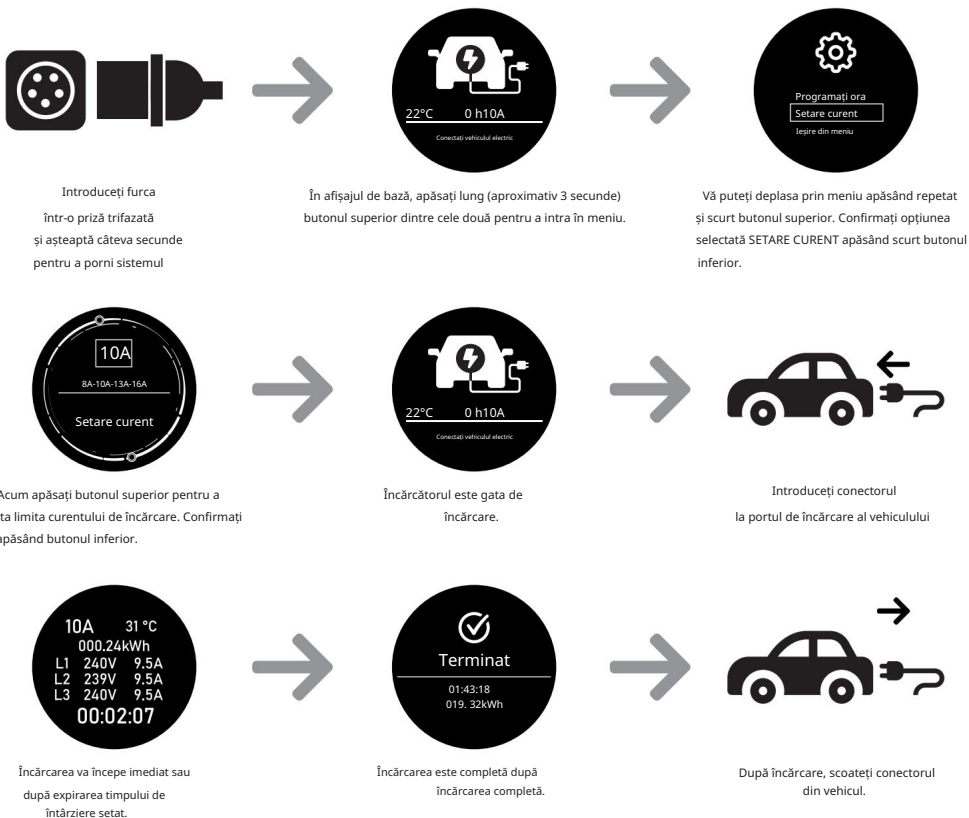 22°C 0 h10A
Conectați vehiculul electric
Programați ora
Setare curent
Ieșire din meniu
Introduceți furca
într-o priză trifazată
și așteaptă câteva secunde
pentru a porni sistemul
În afișajul de bază, apăsați lung (aproximativ 3 secunde)
butonul superior dintre cele două pentru a intra în meniu.
Vă puteți deplasa prin meniu apăsând repetat
și scurt butonul superior. Confirmați opțiunea
selectată SETARE CURENT apăsând scurt butonul
inferior.
10A
8A-10A-13A-16A
Setare curent
22°C 0 h10A
Conectați vehiculul electric
Acum apăsați butonul superior pentru a
ta limita curentului de încărcare. Confirmați
apăsând butonul inferior.
Încărcătorul este gata de
încărcare.
Introduceți conectorul
la portul de încărcare al vehiculului
10A 31 °C
000.24kWh
L1 240V 9.5A
L2 239V 9.5A
L3 240V 9.5A
00:02:07
Terminat
01:43:18
019. 32kWh
Încărcarea va începe imediat sau
după expirarea timpului de
întârziere setat.
Încărcarea este completă după
încărcarea completă.
După încărcare, scoateți conectorul
din vehicul.